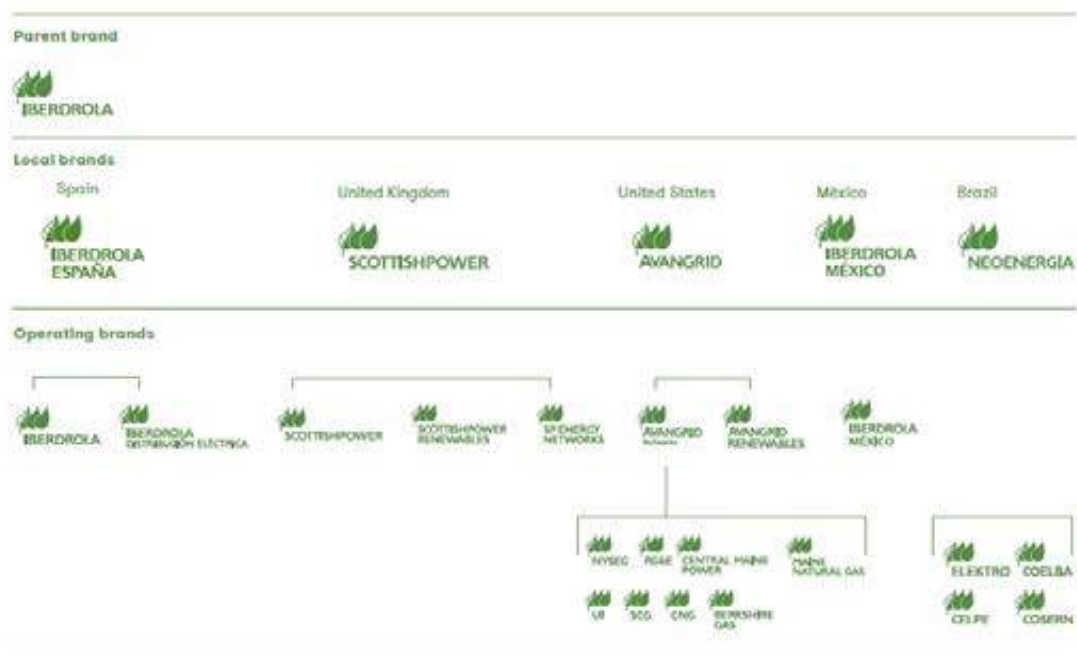 Parent brand
IBERDROLA
Local brands
Spain
United Kingdom
United States
México
Brazil
IBERDROLA
ESPAÑA
SCOTTISHPOWER
AVANGRID
IBERDROLA
MÉXICO
NEOENERGIA
Operating brands
IBERDROLA
IBERDROLA
DISTRIBUCIÓN ELÉCTRICA
SCOTTISHPOWER
SCOTTISHPOWER
RENEWABLES
SP ENERGY
NETWORKS
AVANGRID
AVANGRID
RENEWABLES
IBERDROLA
MÉXICO
NYSEG
RG&E
CENTRAL MAINE
POWER
MAINE
NATURAL GAS
UI
SCG
CNG
BERKSHIRE
GAS
ELEKTRO
COELBA
CELPE
COSERN